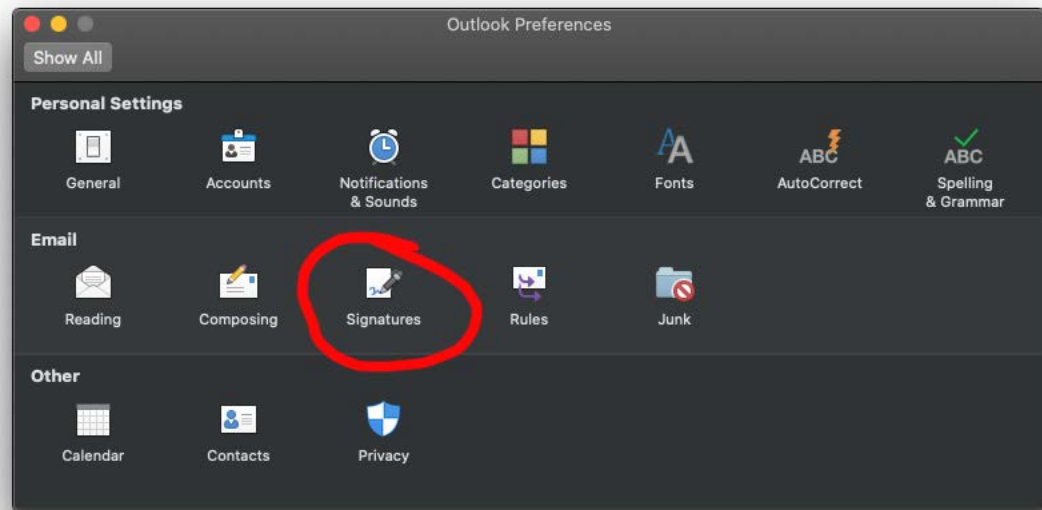 Outlook Preferences
Show All
Personal Settings
General
Accounts
Notifications
& Sounds
Categories
Fonts
ABC
AutoCorrect
ABC
Spelling
& Grammar
Email
Reading
Composing
Signatures
Rules
Junk
Other
Calendar
Contacts
Privacy